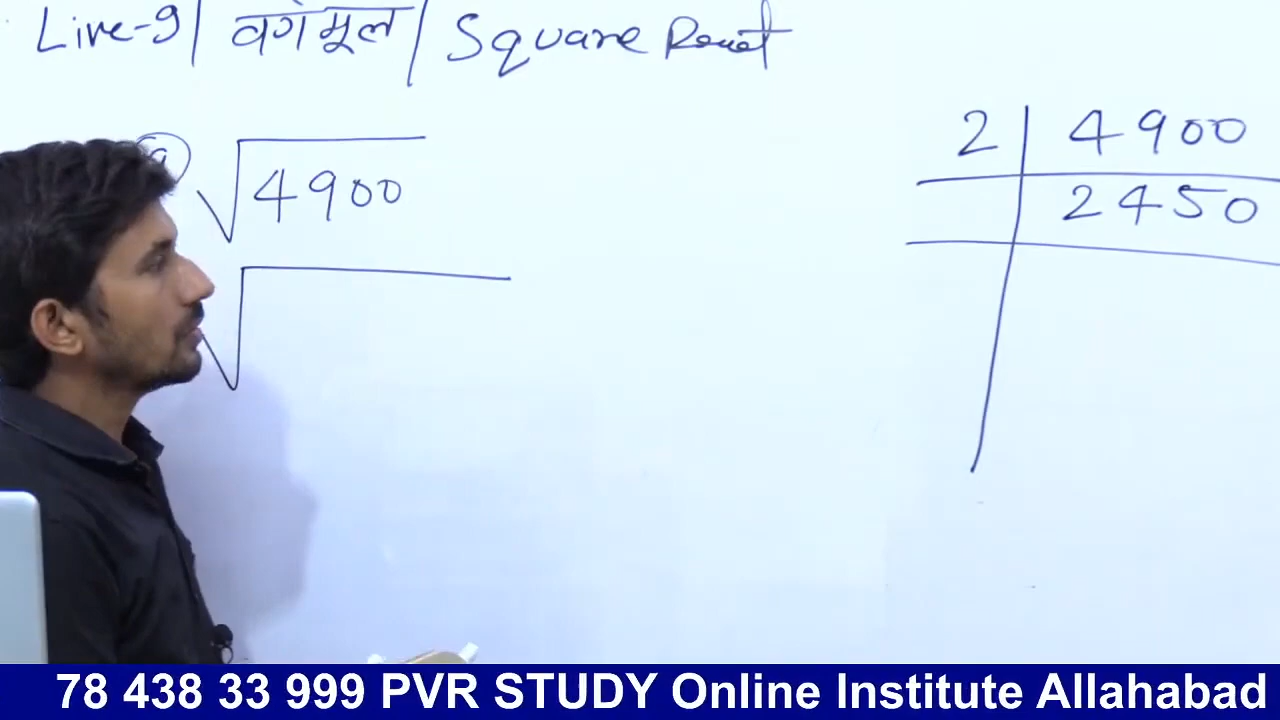 Live-9 | वर्गमूल | Square Root
√4900
√
2 | 4900
2450
78 438 33 999 PVR STUDY Online Institute Allahabad